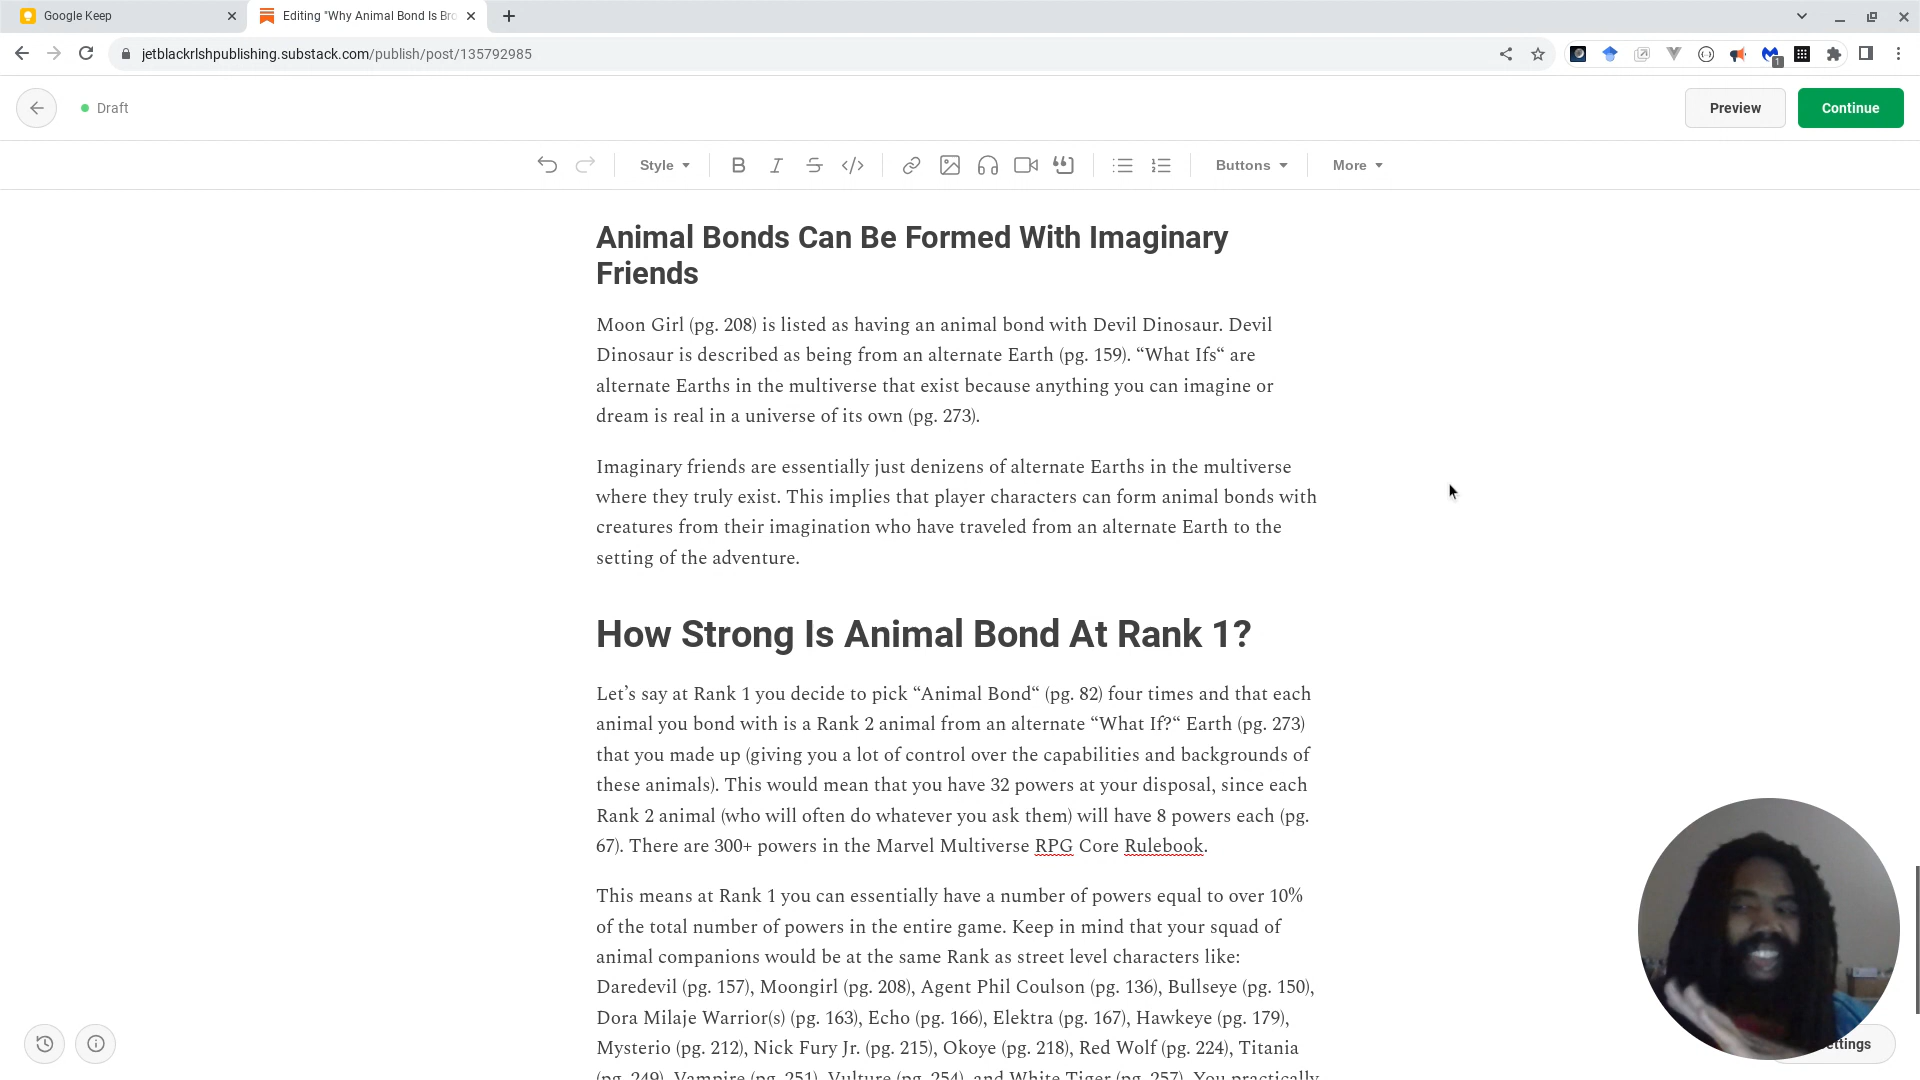 Google Keep
Editing "Why Animal Bond Is Bro
jetblackrlshpublishing.substack.com/publish/post/135792985
1
Draft
Preview
Continue
Style
Buttons
More
Animal Bonds Can Be Formed With Imaginary
Friends
Moon Girl (pg. 208) is listed as having an animal bond with Devil Dinosaur. Devil
Dinosaur is described as being from an alternate Earth (pg. 159). “What Ifs“ are
alternate Earths in the multiverse that exist because anything you can imagine or
dream is real in a universe of its own (pg. 273).
Imaginary friends are essentially just denizens of alternate Earths in the multiverse
where they truly exist. This implies that player characters can form animal bonds with
creatures from their imagination who have traveled from an alternate Earth to the
setting of the adventure.
How Strong Is Animal Bond At Rank 1?
Let’s say at Rank 1 you decide to pick “Animal Bond“ (pg. 82) four times and that each
animal you bond with is a Rank 2 animal from an alternate “What If?“ Earth (pg. 273)
that you made up (giving you a lot of control over the capabilities and backgrounds of
these animals). This would mean that you have 32 powers at your disposal, since each
Rank 2 animal (who will often do whatever you ask them) will have 8 powers each (pg.
67). There are 300+ powers in the Marvel Multiverse RPG Core Rulebook.
This means at Rank 1 you can essentially have a number of powers equal to over 10%
of the total number of powers in the entire game. Keep in mind that your squad of
animal companions would be at the same Rank as street level characters like:
Daredevil (pg. 157), Moongirl (pg. 208), Agent Phil Coulson (pg. 136), Bullseye (pg. 150),
Dora Milaje Warrior(s) (pg. 163), Echo (pg. 166), Elektra (pg. 167), Hawkeye (pg. 179),
Mysterio (pg. 212), Nick Fury Jr. (pg. 215), Okoye (pg. 218), Red Wolf (pg. 224), Titania
(pg. 249), Vampire (pg. 251), Vulture (pg. 254), and White Tiger (pg. 257). You practically
ettings